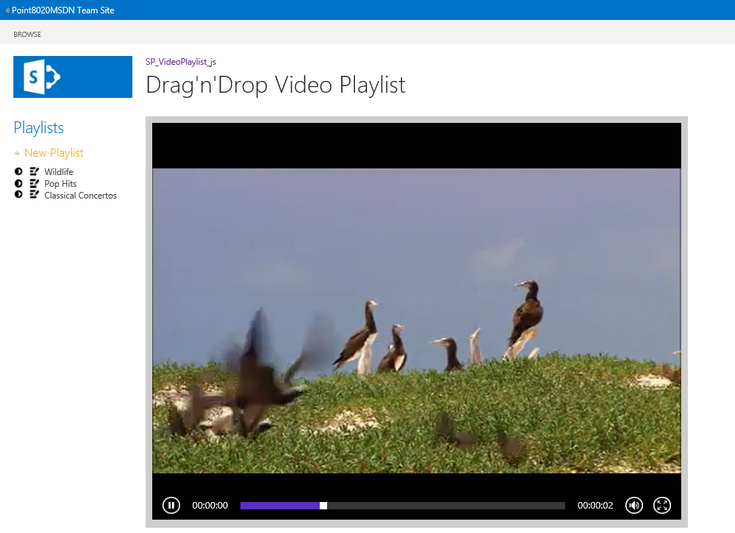 Point8020MSDN Team Site
BROWSE
S
SP_VideoPlaylist_js
Drag'n'Drop Video Playlist
Playlists
+ New Playlist
Wildlife
Pop Hits
Classical Concertos
00:00:00
00:00:02